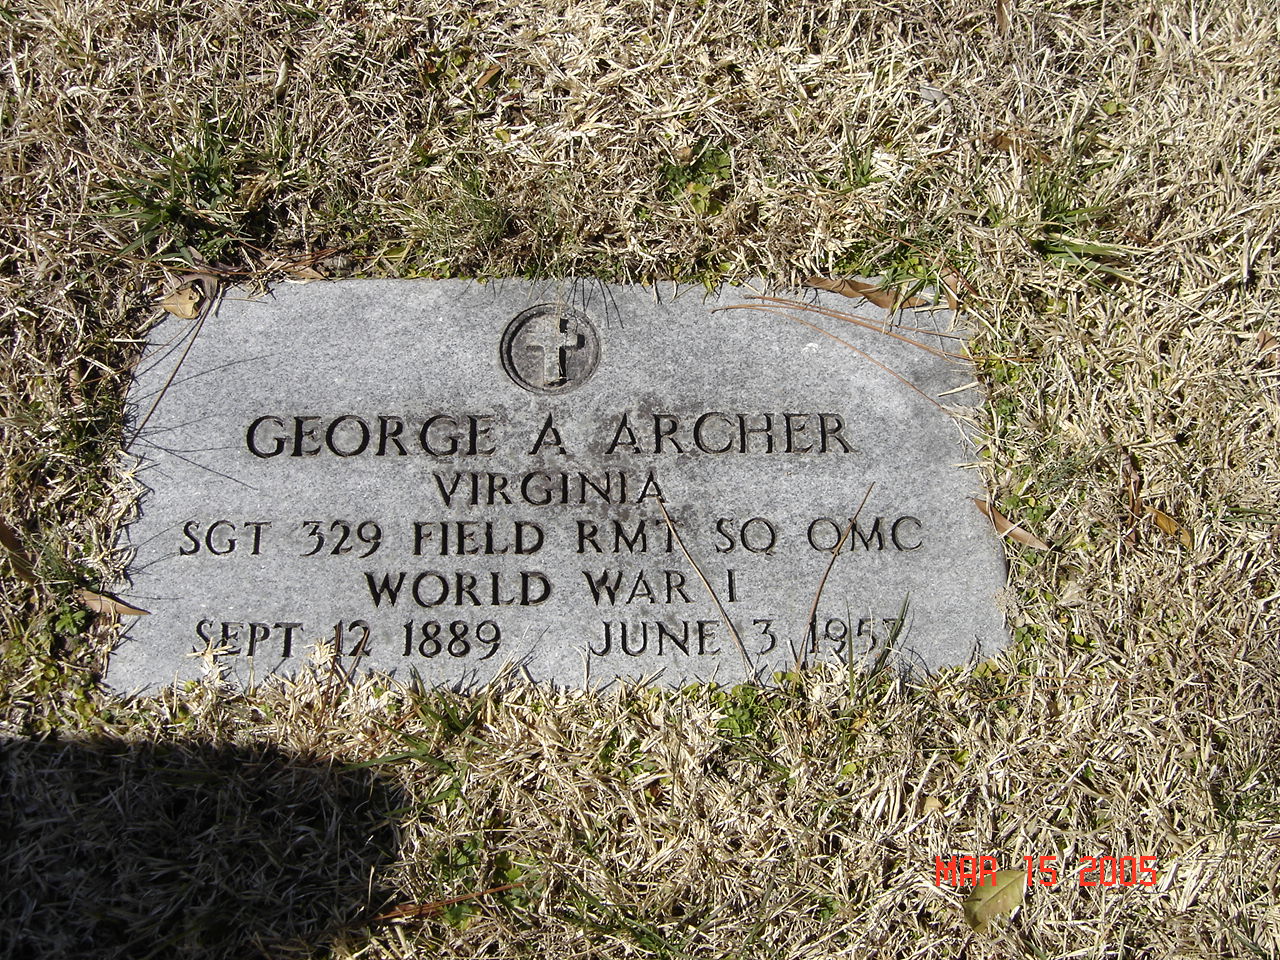 GEORGE A ARCHER
VIRGINIA
SGT 329 FIELD RMT SQ QMC
WORLD WAR I
SEPT 12 1889 JUNE 3 1957
MAR 15 2005